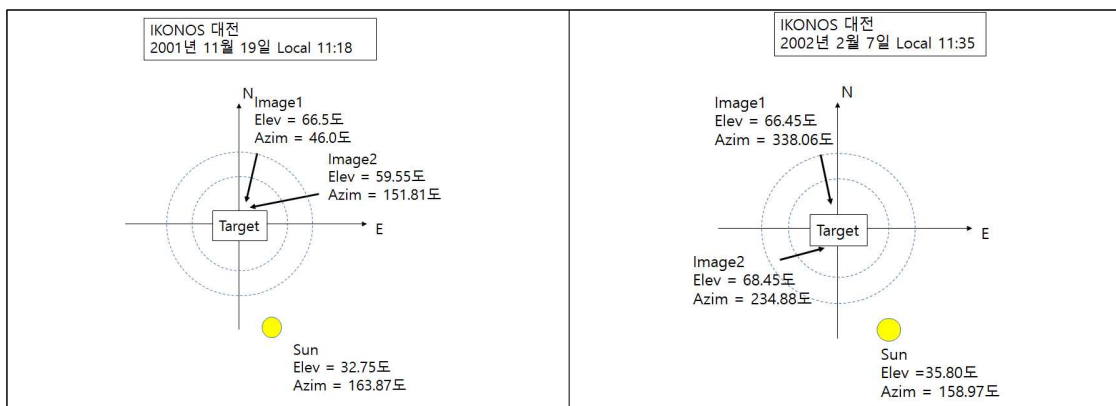 IKONOS 대전
2001년 11월 19일 Local 11:18
N
Image1
Elev = 66.5도
Azim = 46.0도
Image2
Elev = 59.55도
Azim = 151.81도
Target
E
Sun
Elev = 32.75도
Azim = 163.87도
IKONOS 대전
2002년 2월 7일 Local 11:35
N
Image1
Elev = 66.45도
Azim = 338.06도
Target
E
Image2
Elev = 68.45도
Azim = 234.88도
Sun
Elev =35.80도
Azim = 158.97도